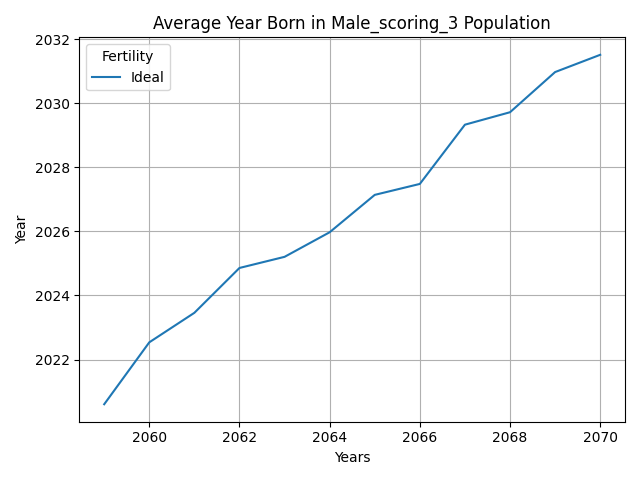 Average Year Born in Male_scoring_3 Population
2032
2030
2028
2026
2024
2022
Year
Fertility
Ideal
2060 2062 2064 2066 2068 2070
Years